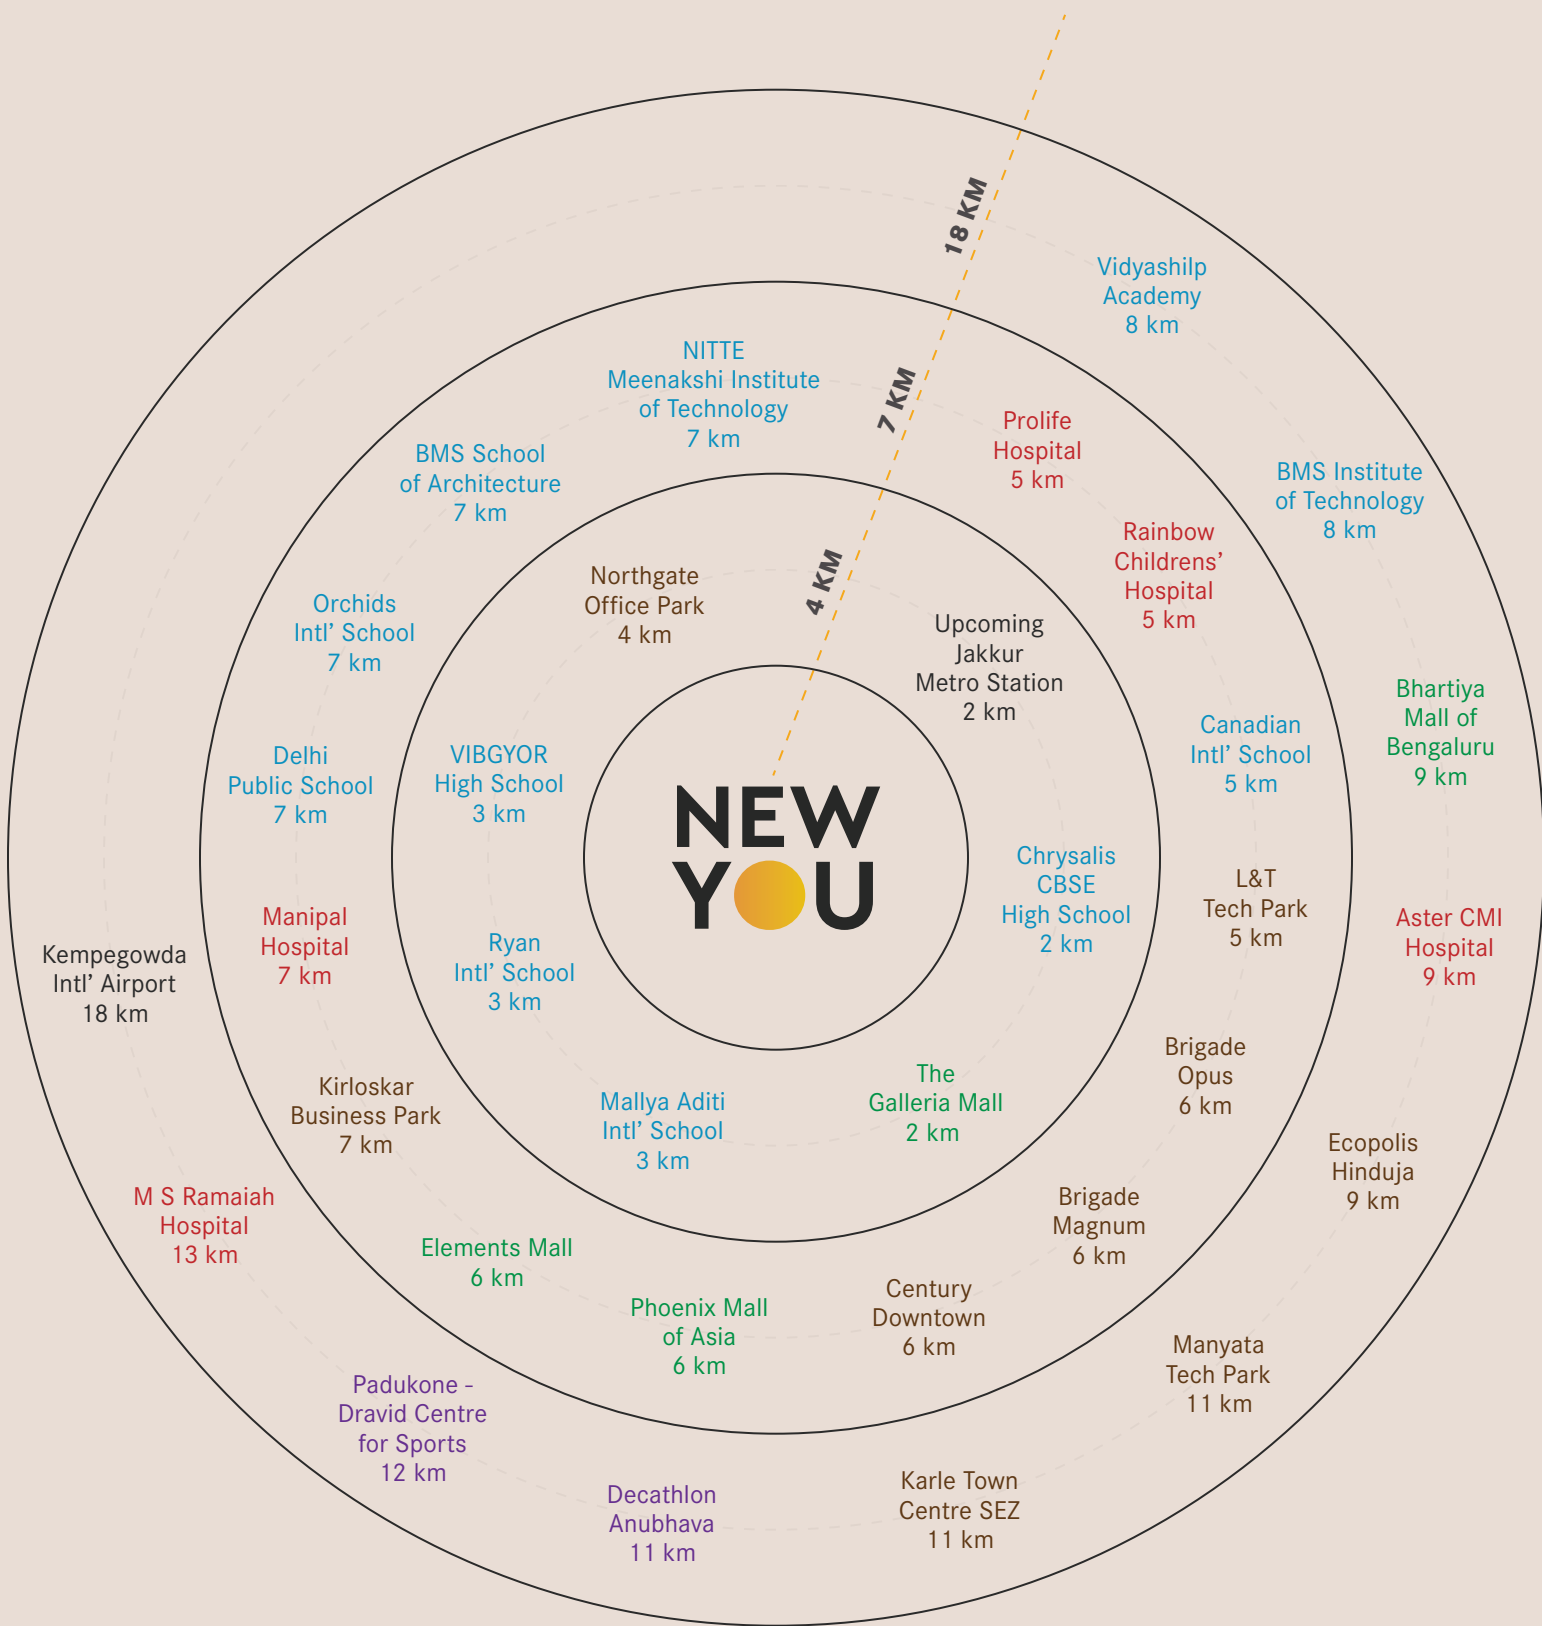 18 KM
7 KM
4 KM
NEW
YOU
Northgate
Office Park
4 km
Upcoming
Jakkur
Metro Station
2 km
Chrysalis
CBSE
High School
2 km
The
Galleria Mall
2 km
Mallya Aditi
Intl’ School
3 km
Ryan
Intl’ School
3 km
VIBGYOR
High School
3 km
NITTE
Meenakshi Institute
of Technology
7 km
Prolife
Hospital
5 km
Rainbow
Childrens’
Hospital
5 km
Canadian
Intl’ School
5 km
L&T
Tech Park
5 km
Brigade
Opus
6 km
Brigade
Magnum
6 km
Century
Downtown
6 km
Phoenix Mall
of Asia
6 km
Elements Mall
6 km
Kirloskar
Business Park
7 km
Manipal
Hospital
7 km
Delhi
Public School
7 km
Orchids
Intl’ School
7 km
BMS School
of Architecture
7 km
Vidyashilp
Academy
8 km
BMS Institute
of Technology
8 km
Bhartiya
Mall of
Bengaluru
9 km
Aster CMI
Hospital
9 km
Ecopolis
Hinduja
9 km
Manyata
Tech Park
11 km
Karle Town
Centre SEZ
11 km
Decathlon
Anubhava
11 km
Padukone -
Dravid Centre
for Sports
12 km
M S Ramaiah
Hospital
13 km
Kempegowda
Intl’ Airport
18 km